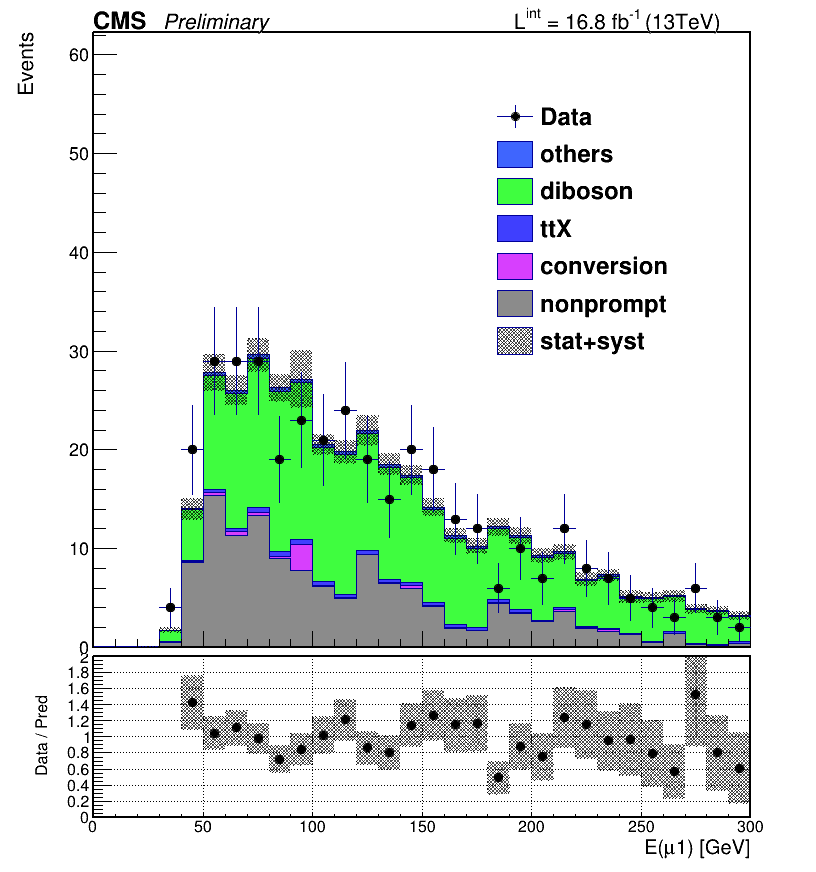 CMS Preliminary L^int = 16.8 fb^-1 (13TeV)
Events
60
50
40
30
20
10
0
Data
others
diboson
ttX
conversion
nonprompt
stat+syst
Data / Pred
2
1.8
1.6
1.4
1.2
1
0.8
0.6
0.4
0.2
0
0 50 100 150 200 250 300
E(μ1) [GeV]